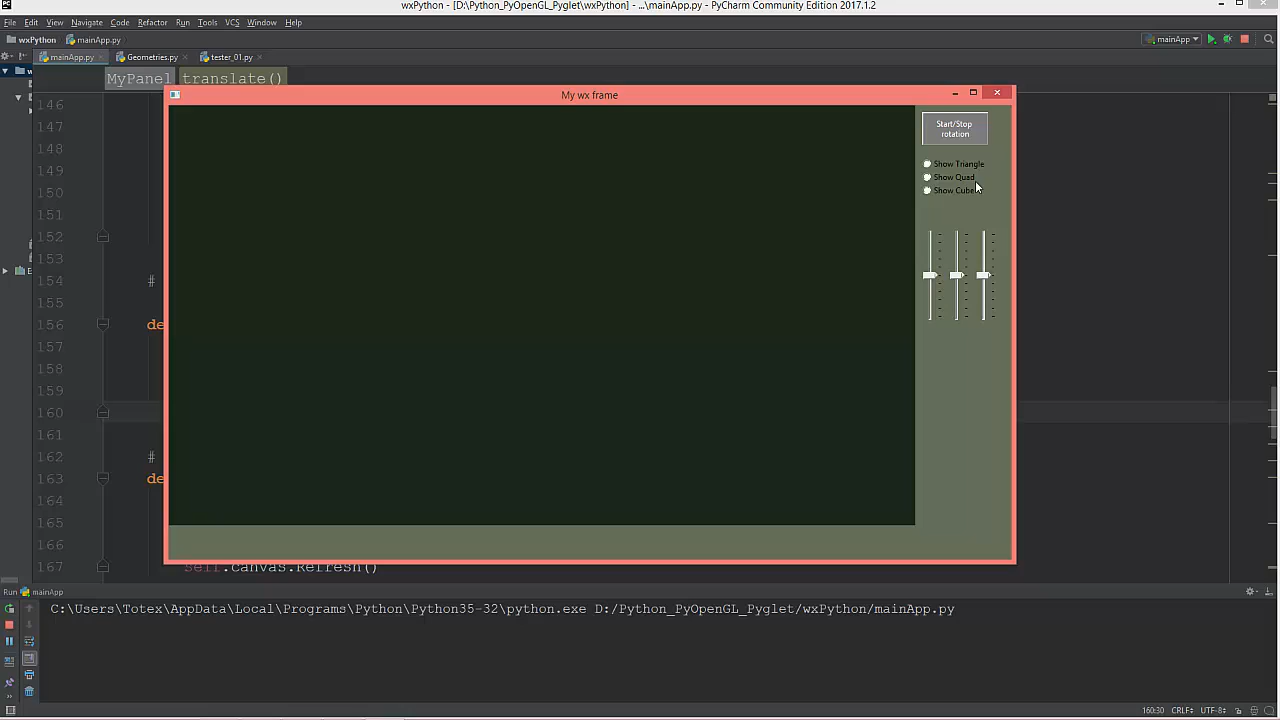 wxPython - [D:\Python_PyOpenGL_Pyglet\wxPython] - ...\mainApp.py - PyCharm Community Edition 2017.1.2
File Edit View Navigate Code Refactor Run Tools VCS Window Help
wxPython mainApp.py mainApp
mainApp.py Geometries.py tester_01.py
MyPanel translate()
My wx frame
Start/Stop
rotation
Show Triangle
Show Quad
Show Cube
146
147
148
149
150
151
152
153
154 #
155
156 de
157
158
159
160
161
162 #
163 de
164
165
166
167 self.canvas.Refresh()
Run mainApp
C:\Users\Totex\AppData\Local\Programs\Python\Python35-32\python.exe D:/Python_PyOpenGL_Pyglet/wxPython/mainApp.py
160:30 CRLF UTF-8